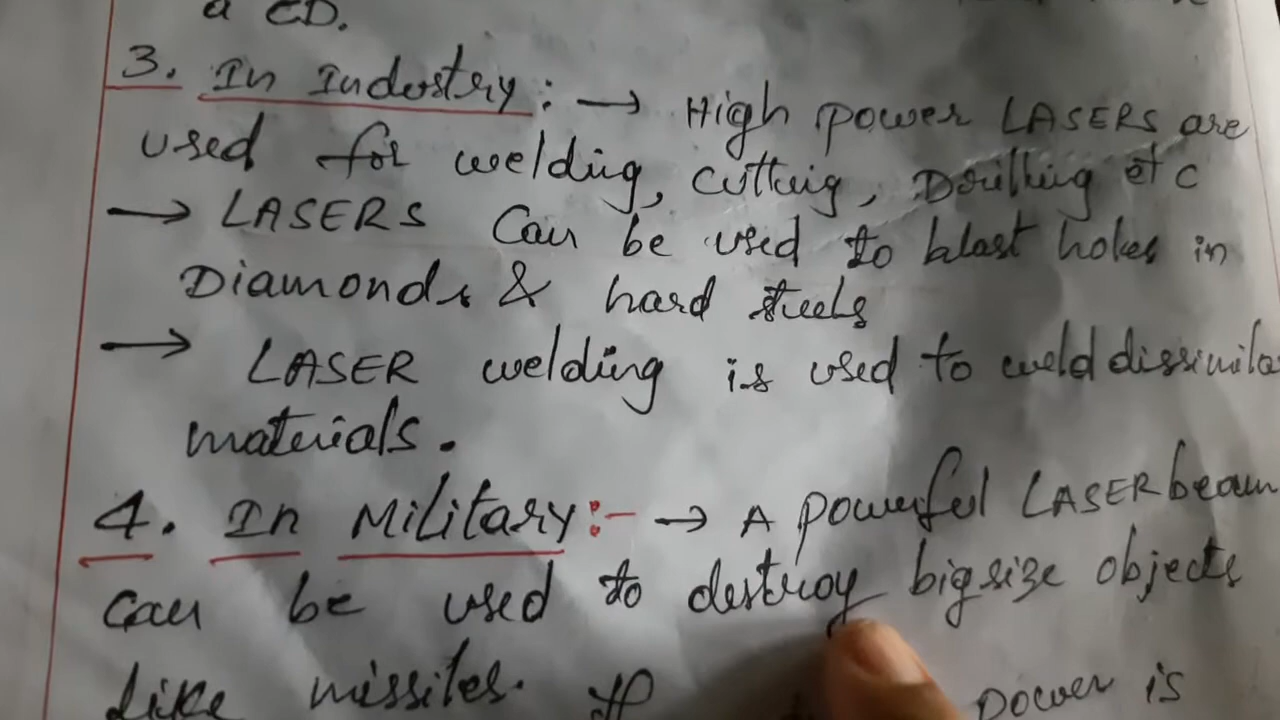 a CD.
3. In Industry : → High power LASERS are
used for welding, cutting, Drilling etc
→ LASERS Can be used to blast holes in
Diamonds & hard steels
→ LASER welding is used to weld dissimila
materials.
4. In Military :- → A powerful LASER beam
can be used to destroy big size objects
like missiles. If power is